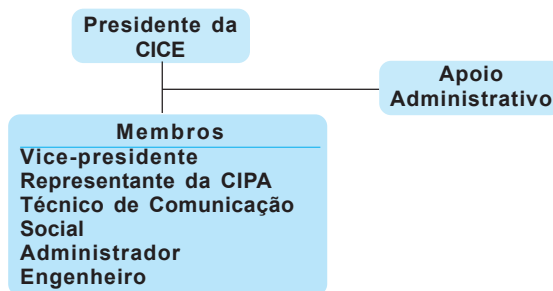 Presidente da
CICE
Apoio
Administrativo
Membros
Vice-presidente
Representante da CIPA
Técnico de Comunicação
Social
Administrador
Engenheiro